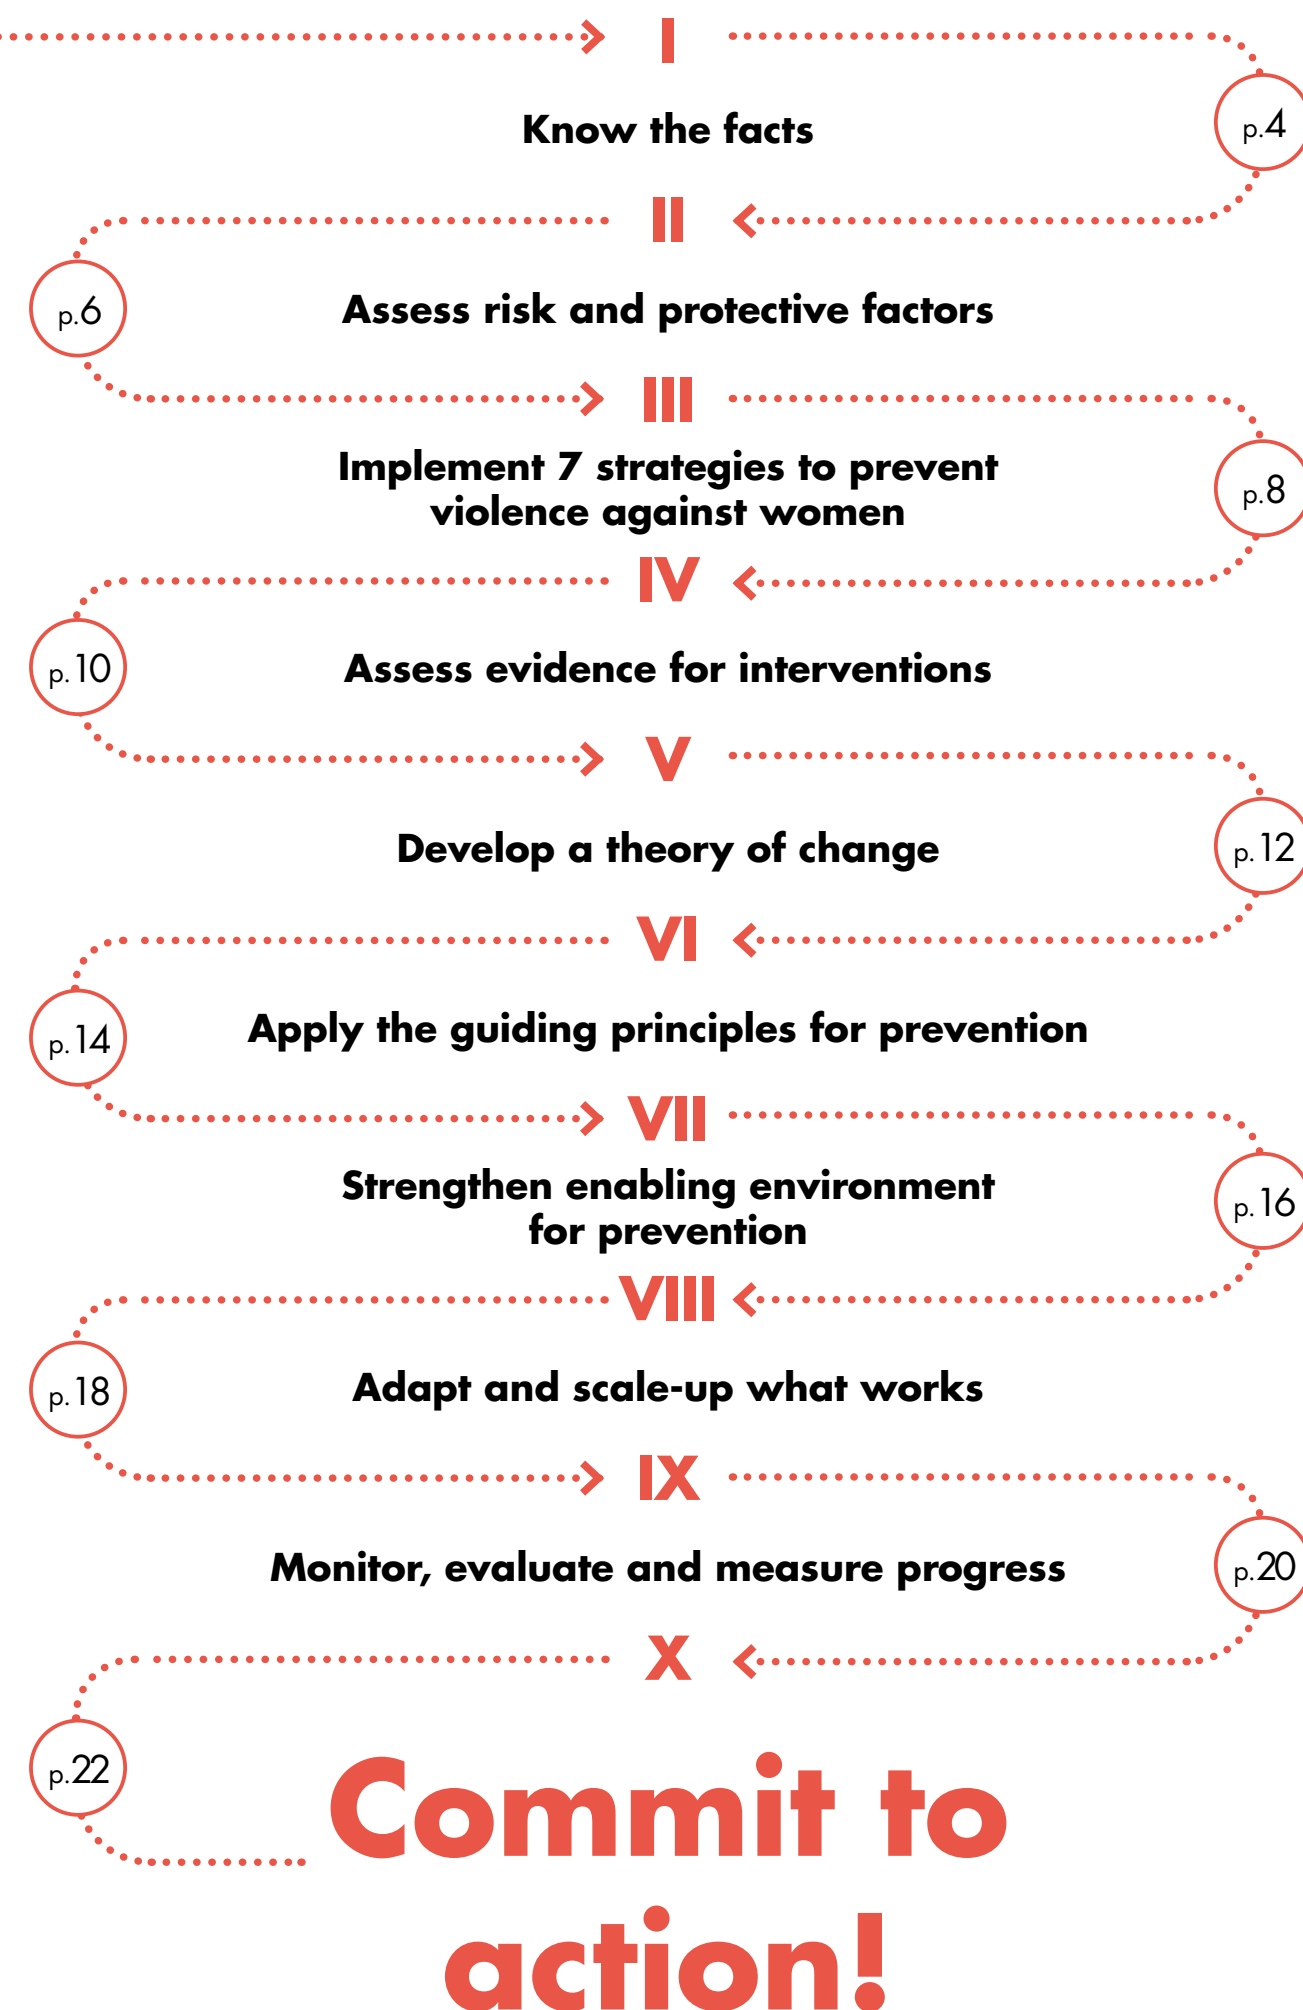 I
Know the facts
p.4
II
Assess risk and protective factors
p.6
III
Implement 7 strategies to prevent
violence against women
p.8
IV
Assess evidence for interventions
p.10
V
Develop a theory of change
p.12
VI
Apply the guiding principles for prevention
p.14
VII
Strengthen enabling environment
for prevention
p.16
VIII
Adapt and scale-up what works
p.18
IX
Monitor, evaluate and measure progress
p.20
X
p.22
Commit to
action!